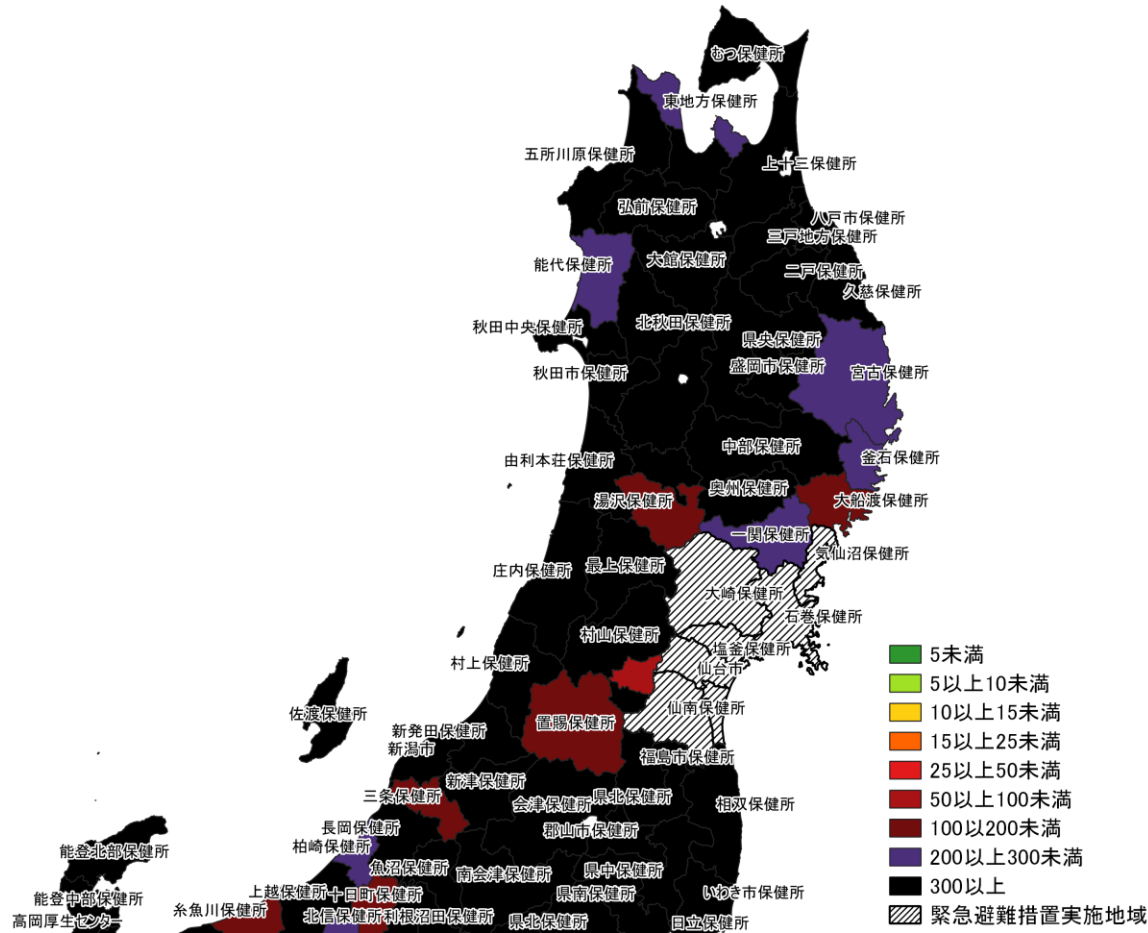 むつ保健所
東地方保健所
五所川原保健所
上十三保健所
弘前保健所
八戸市保健所
三戸地方保健所
能代保健所
大館保健所
二戸保健所
久慈保健所
秋田中央保健所
北秋田保健所
県央保健所
盛岡市保健所
秋田市保健所
宮古保健所
中部保健所
由利本荘保健所
釜石保健所
湯沢保健所
奥州保健所
大船渡保健所
一関保健所
気仙沼保健所
庄内保健所
最上保健所
大崎保健所
石巻保健所
村山保健所
塩釜保健所
村上保健所
仙台市
仙南保健所
佐渡保健所
置賜保健所
新発田保健所
新潟市
福島市保健所
新津保健所
三条保健所
会津保健所
県北保健所
相双保健所
長岡保健所
郡山市保健所
柏崎保健所
能登北部保健所
魚沼保健所
南会津保健所
県中保健所
能登中部保健所
上越保健所
十日町保健所
県南保健所
いわき市保健所
高岡厚生センター
糸魚川保健所
北信保健所
利根沼田保健所
県北保健所
日立保健所
5未満
5以上10未満
10以上15未満
15以上25未満
25以上50未満
50以上100未満
100以上200未満
200以上300未満
300以上
緊急避難措置実施地域